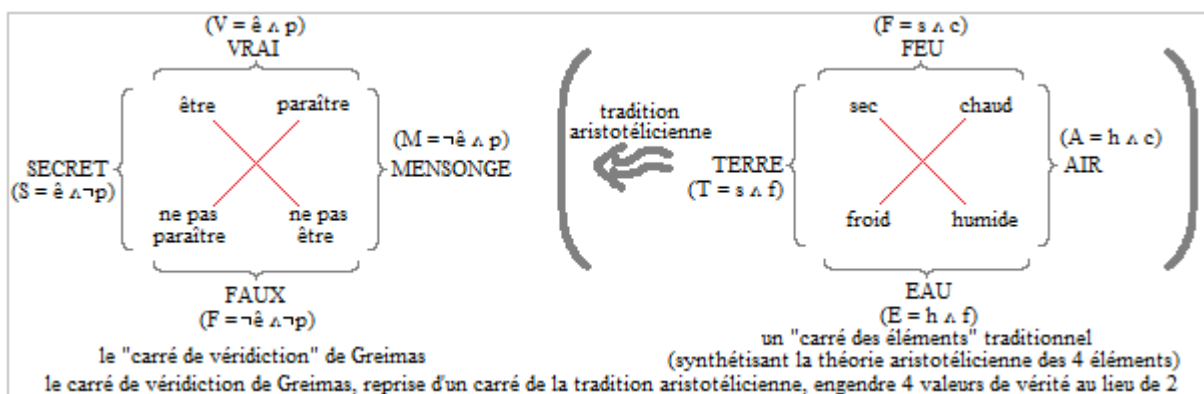 (V = ê ∧ p)
VRAI
être
paraître
SECRET
(S = ê ∧¬p)
(M = ¬ê ∧ p)
MENSONGE
ne pas
paraître
ne pas
être
FAUX
(F = ¬ê ∧¬p)
le "carré de véridiction" de Greimas
tradition
aristotélicienne
(F = s ∧ c)
FEU
sec
chaud
TERRE
(T = s ∧ f)
(A = h ∧ c)
AIR
froid
humide
EAU
(E = h ∧ f)
un "carré des éléments" traditionnel
(synthétisant la théorie aristotélicienne des 4 éléments)
le carré de véridiction de Greimas, reprise d'un carré de la tradition aristotélicienne, engendre 4 valeurs de vérité au lieu de 2